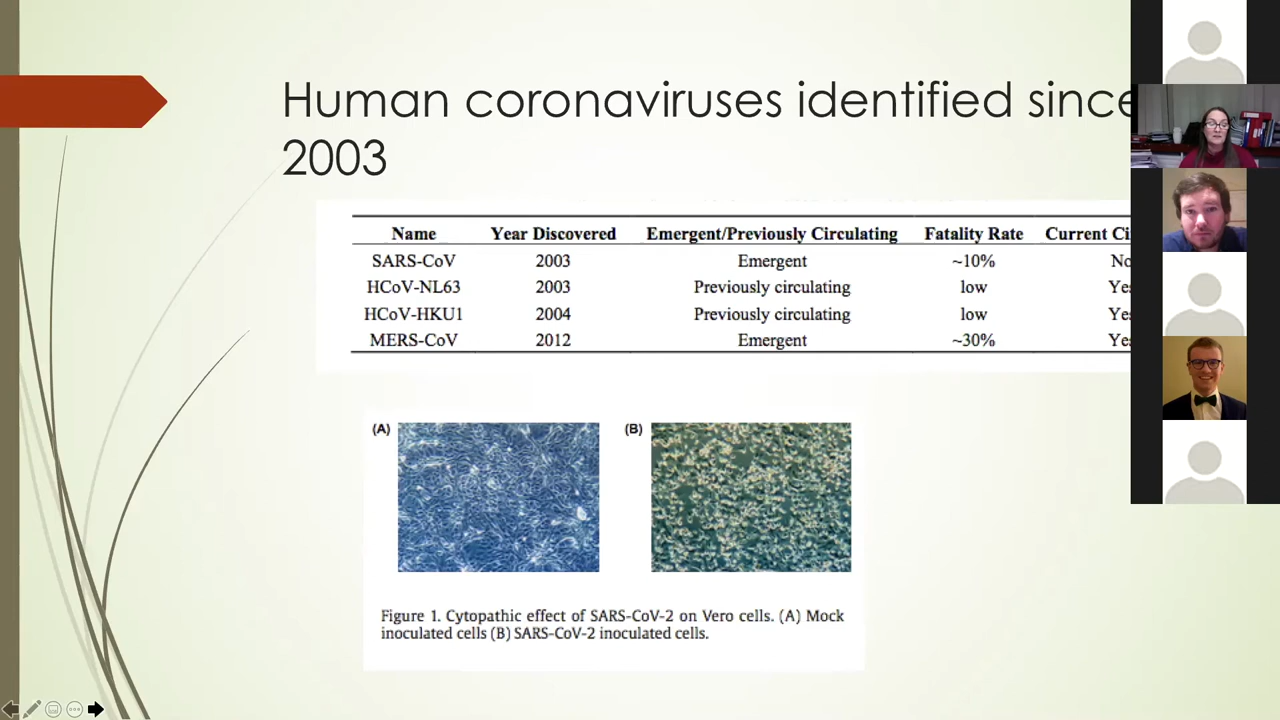 Human coronaviruses identified since
2003
Name Year Discovered Emergent/Previously Circulating Fatality Rate Current
SARS-CoV 2003 Emergent ~10% No
HCoV-NL63 2003 Previously circulating low Yes
HCoV-HKU1 2004 Previously circulating low Yes
MERS-CoV 2012 Emergent ~30% Yes
(A) (B)
Figure 1. Cytopathic effect of SARS-CoV-2 on Vero cells. (A) Mock
inoculated cells (B) SARS-CoV-2 inoculated cells.